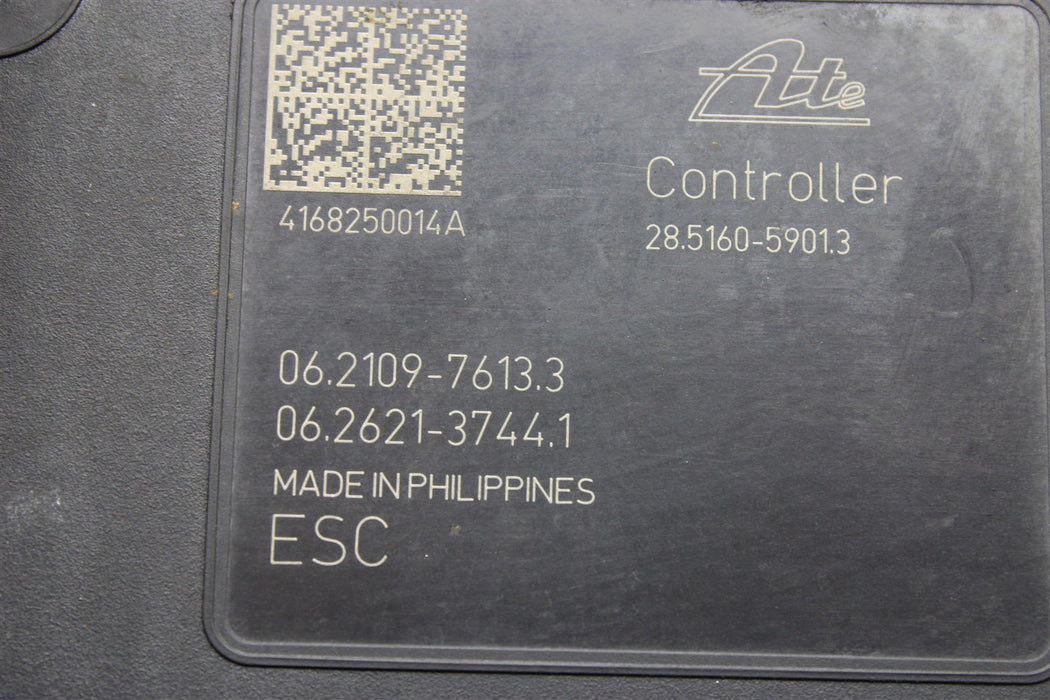 Ate
Controller
28.5160-5901.3
4168250014A
06.2109-7613.3
06.2621-3744.1
MADE IN PHILIPPINES
ESC